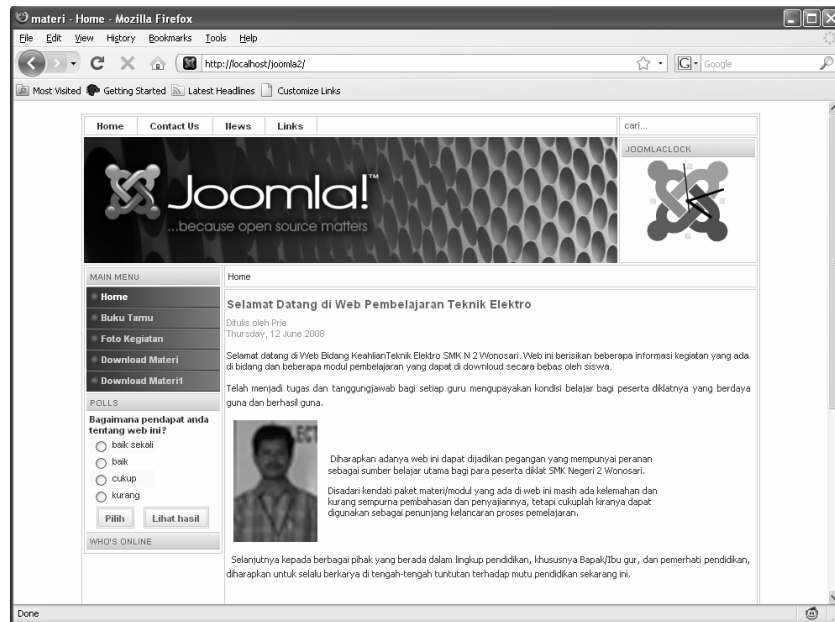 materi - Home - Mozilla Firefox
File Edit View History Bookmarks Tools Help
http://localhost/joomla2/
G Google
Most Visited Getting Started Latest Headlines Customize Links
Home Contact Us News Links
cari...
Joomla!™
...because open source matters
JOOMLACLOCK
MAIN MENU
Home
Buku Tamu
Foto Kegiatan
Download Materi
Download Materi1
POLLS
Bagaimana pendapat anda
tentang web ini?
baik sekali
baik
cukup
kurang
Pilih Lihat hasil
WHO'S ONLINE
Home
Selamat Datang di Web Pembelajaran Teknik Elektro
Ditulis oleh Prie
Thursday, 12 June 2008
Selamat datang di Web Bidang KeahlianTeknik Elektro SMK N 2 Wonosari. Web ini berisikan beberapa informasi kegiatan yang ada
di bidang dan beberapa modul pembelajaran yang dapat di downloud secara bebas oleh siswa.
Telah menjadi tugas dan tanggungjawab bagi setiap guru mengupayakan kondisi belajar bagi peserta diklatnya yang berdaya
guna dan berhasil guna.
Diharapkan adanya web ini dapat dijadikan pegangan yang mempunyai peranan
sebagai sumber belajar utama bagi para peserta diklat SMK Negeri 2 Wonosari.
Disadari kendati paket materi/modul yang ada di web ini masih ada kelemahan dan
kurang sempurna pembahasan dan penyajiannya, tetapi cukuplah kiranya dapat
digunakan sebagai penunjang kelancaran proses pemelajaran.
Selanjutnya kepada berbagai pihak yang berada dalam lingkup pendidikan, khususnya Bapak/Ibu gur, dan pemerhati pendidikan,
diharapkan untuk selalu berkarya di tengah-tengah tuntutan terhadap mutu pendidikan sekarang ini.
Done